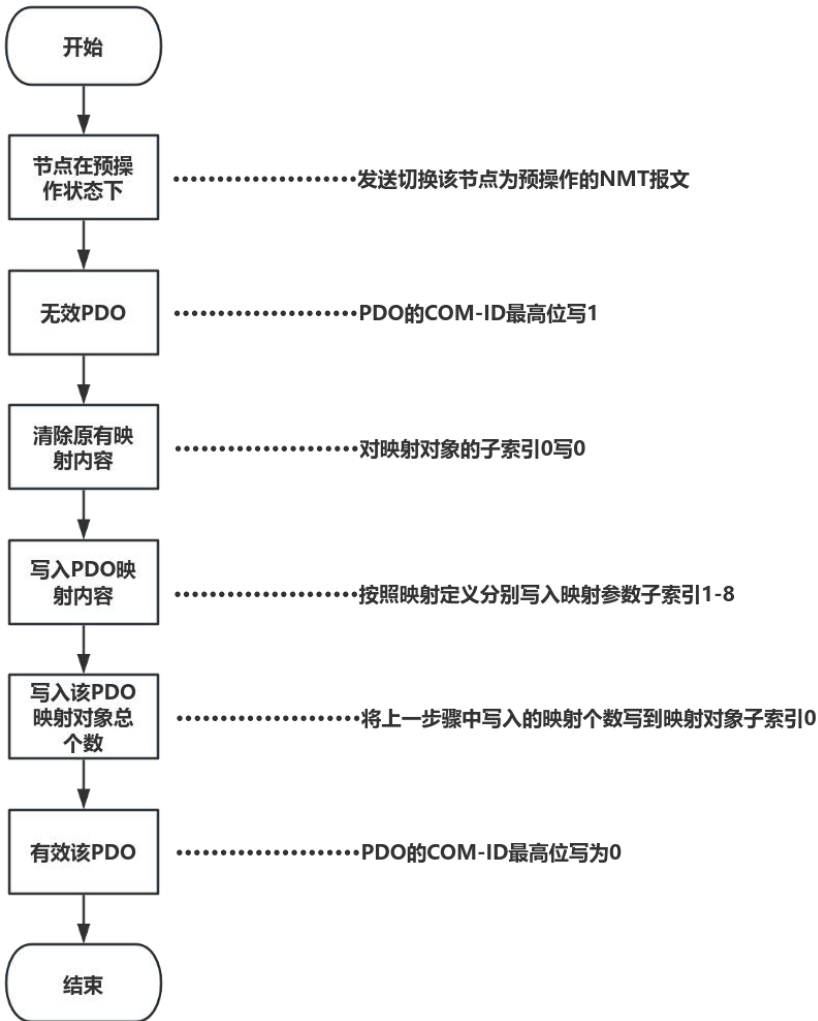 开始
节点在预操
作状态下
发送切换该节点为预操作的NMT报文
无效PDO
PDO的COM-ID最高位写1
清除原有映
射内容
对映射对象的子索引0写0
写入PDO映
射内容
按照映射定义分别写入映射参数子索引1-8
写入该PDO
映射对象总
个数
将上一步骤中写入的映射个数写到映射对象子索引0
有效该PDO
PDO的COM-ID最高位写为0
结束